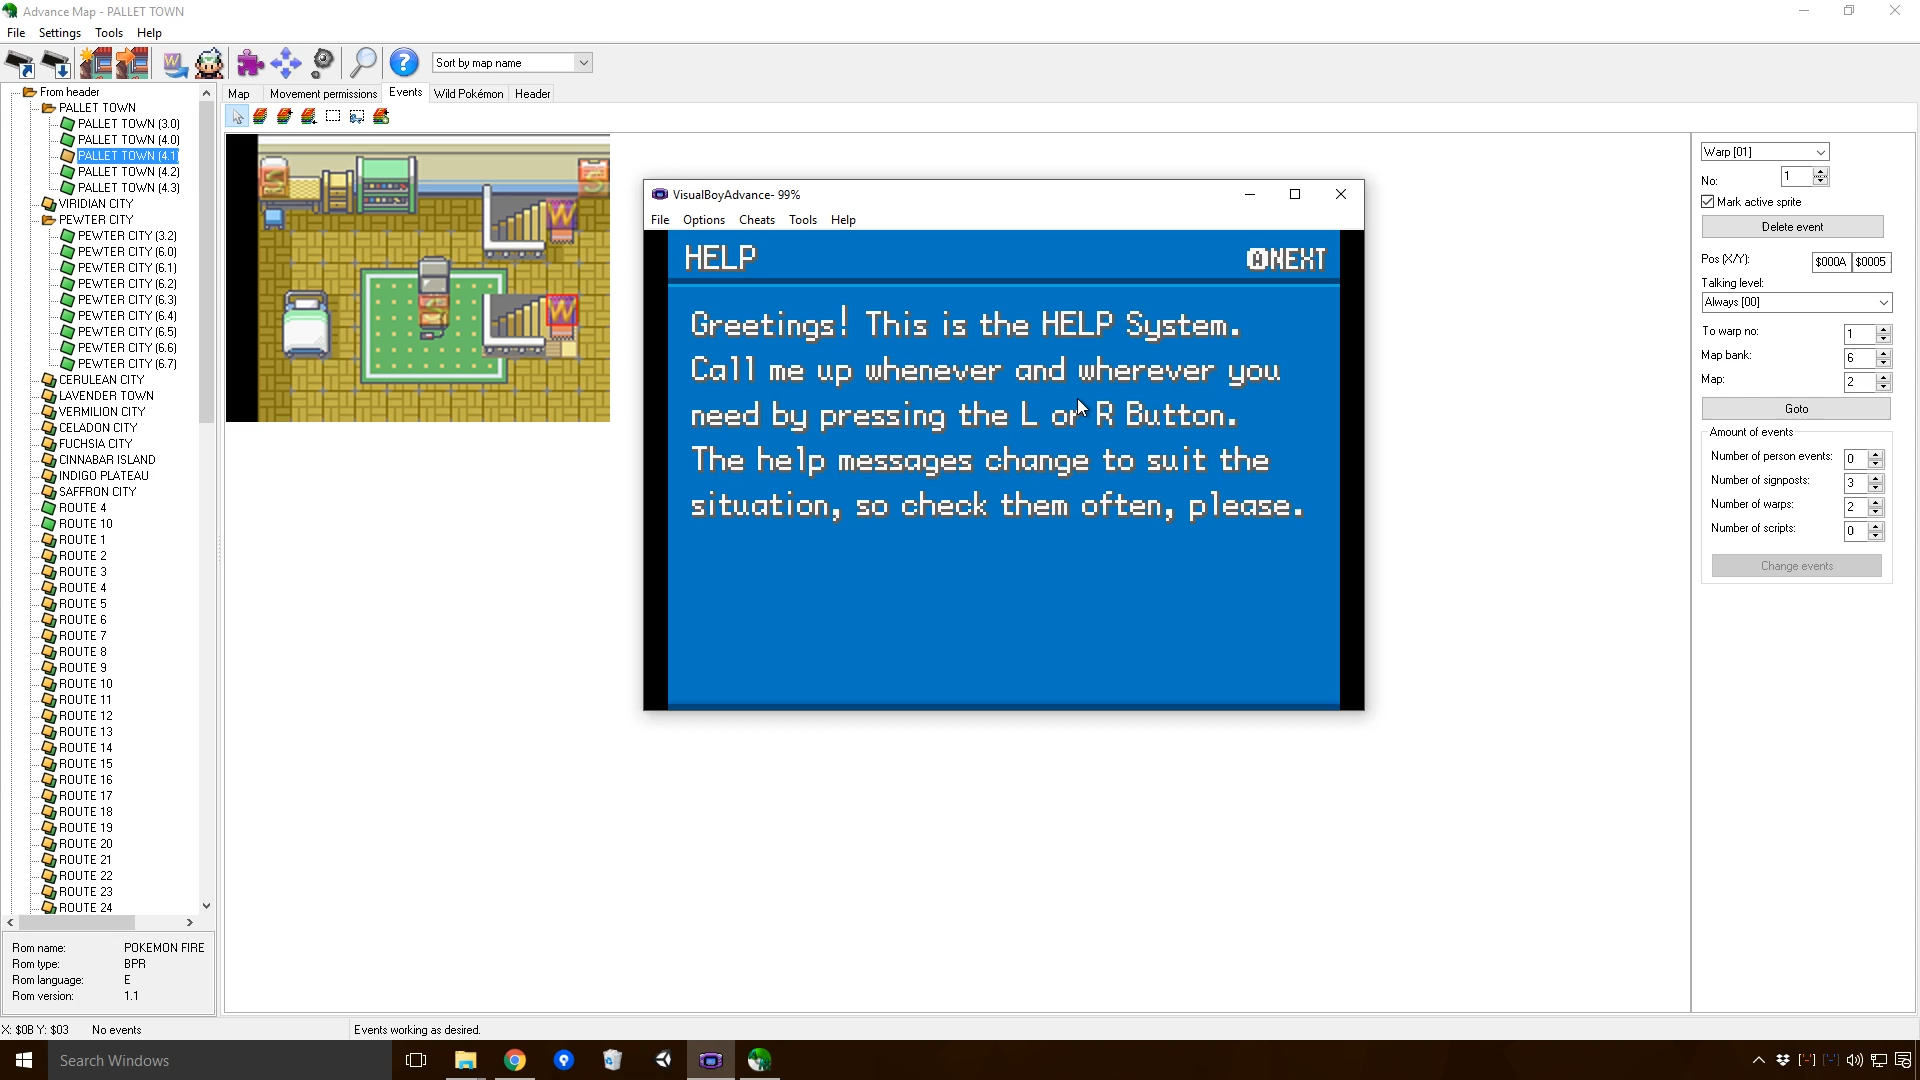 Advance Map - PALLET TOWN
File Settings Tools Help
Sort by map name
Map Movement permissions Events Wild Pokémon Header
From header
PALLET TOWN
PALLET TOWN (3.0)
PALLET TOWN (4.0)
PALLET TOWN (4.1)
PALLET TOWN (4.2)
PALLET TOWN (4.3)
VIRIDIAN CITY
PEWTER CITY
PEWTER CITY (3.2)
PEWTER CITY (6.0)
PEWTER CITY (6.1)
PEWTER CITY (6.2)
PEWTER CITY (6.3)
PEWTER CITY (6.4)
PEWTER CITY (6.5)
PEWTER CITY (6.6)
PEWTER CITY (6.7)
CERULEAN CITY
LAVENDER TOWN
VERMILION CITY
CELADON CITY
FUCHSIA CITY
CINNABAR ISLAND
INDIGO PLATEAU
SAFFRON CITY
ROUTE 4
ROUTE 10
ROUTE 1
ROUTE 2
ROUTE 3
ROUTE 4
ROUTE 5
ROUTE 6
ROUTE 7
ROUTE 8
ROUTE 9
ROUTE 10
ROUTE 11
ROUTE 12
ROUTE 13
ROUTE 14
ROUTE 15
ROUTE 16
ROUTE 17
ROUTE 18
ROUTE 19
ROUTE 20
ROUTE 21
ROUTE 22
ROUTE 23
ROUTE 24
Rom name: POKEMON FIRE
Rom type: BPR
Rom language: E
Rom version: 1.1
W
S
S
W
S
W
VisualBoyAdvance- 99%
File Options Cheats Tools Help
HELP
A NEXT
Greetings! This is the HELP System.
Call me up whenever and wherever you
need by pressing the L or R Button.
The help messages change to suit the
situation, so check them often, please.
Warp [01]
No: 1
Mark active sprite
Delete event
Pos (X/Y): $000A $0005
Talking level:
Always [00]
To warp no: 1
Map bank: 6
Map: 2
Goto
Amount of events
Number of person events: 0
Number of signposts: 3
Number of warps: 2
Number of scripts: 0
Change events
X: $0B Y: $03 No events
Events working as desired.
Search Windows